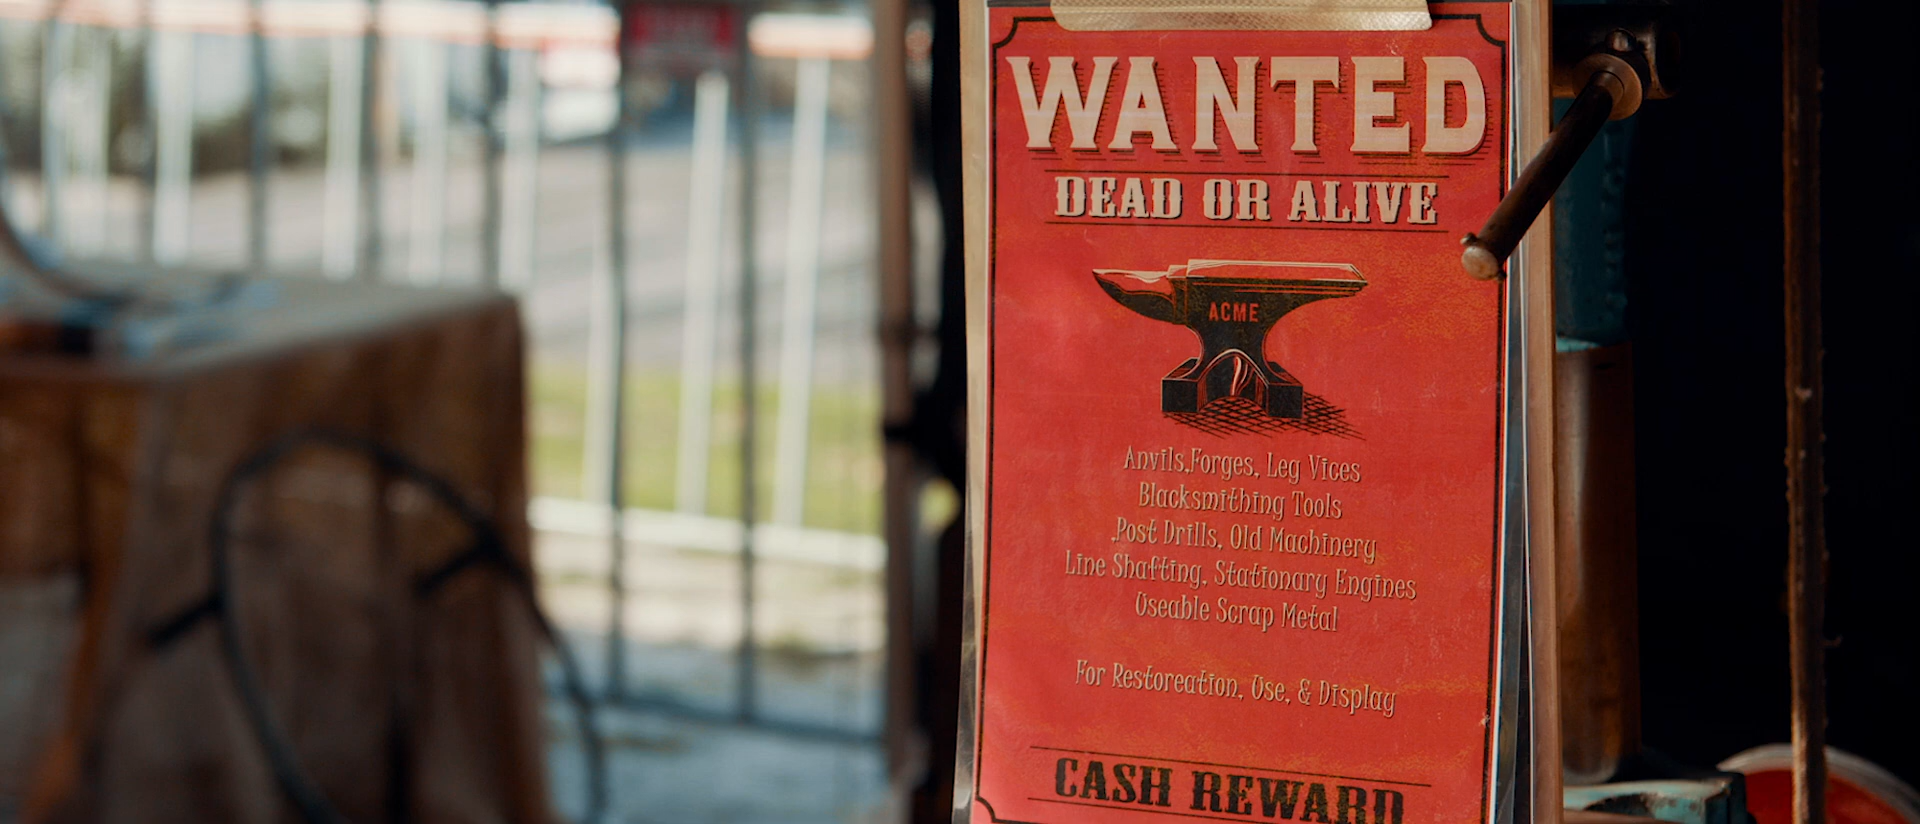 WANTED
DEAD OR ALIVE
ACME
Anvils,Forges, Leg Vices
Blacksmithing Tools
,Post Drills, Old Machinery
Line Shafting, Stationary Engines
Useable Scrap Metal
For Restoreation, Use, & Display
CASH REWARD